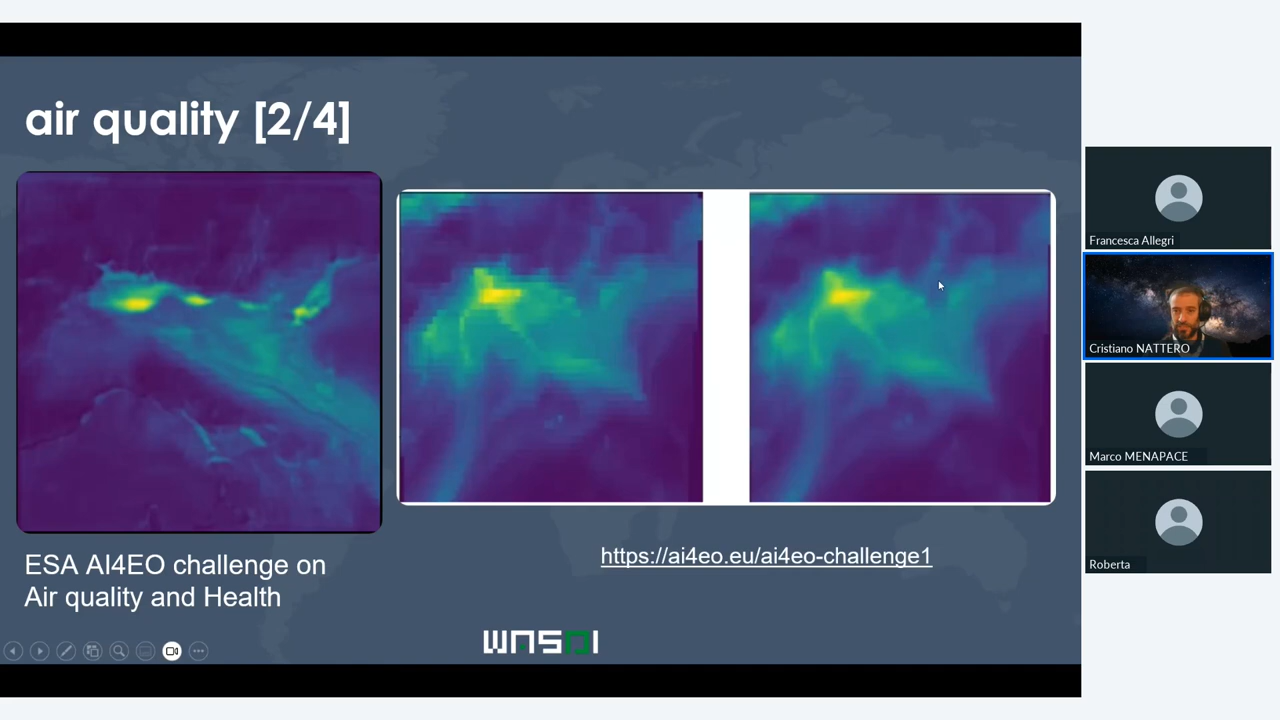 air quality [2/4]
ESA AI4EO challenge on
Air quality and Health
https://ai4eo.eu/ai4eo-challenge1
WASDI
Francesca Allegri
Cristiano NATTERO
Marco MENAPACE
Roberta